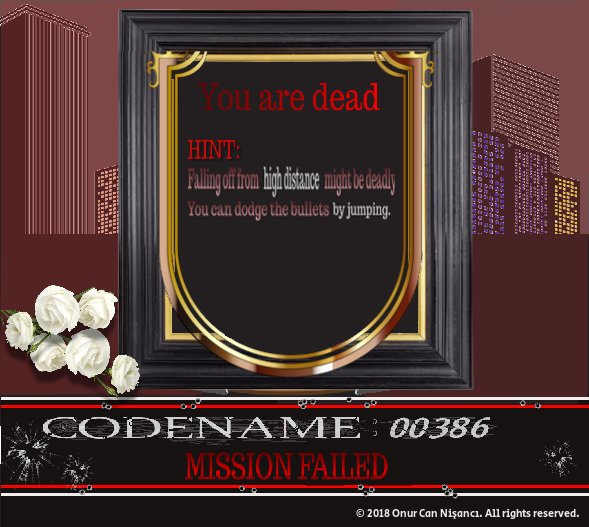 You are dead
HINT:
Falling off from high distance might be deadly
You can dodge the bullets by jumping.
CODENAME : 00386
MISSION FAILED
© 2018 Onur Can Nişancı. All rights reserved.